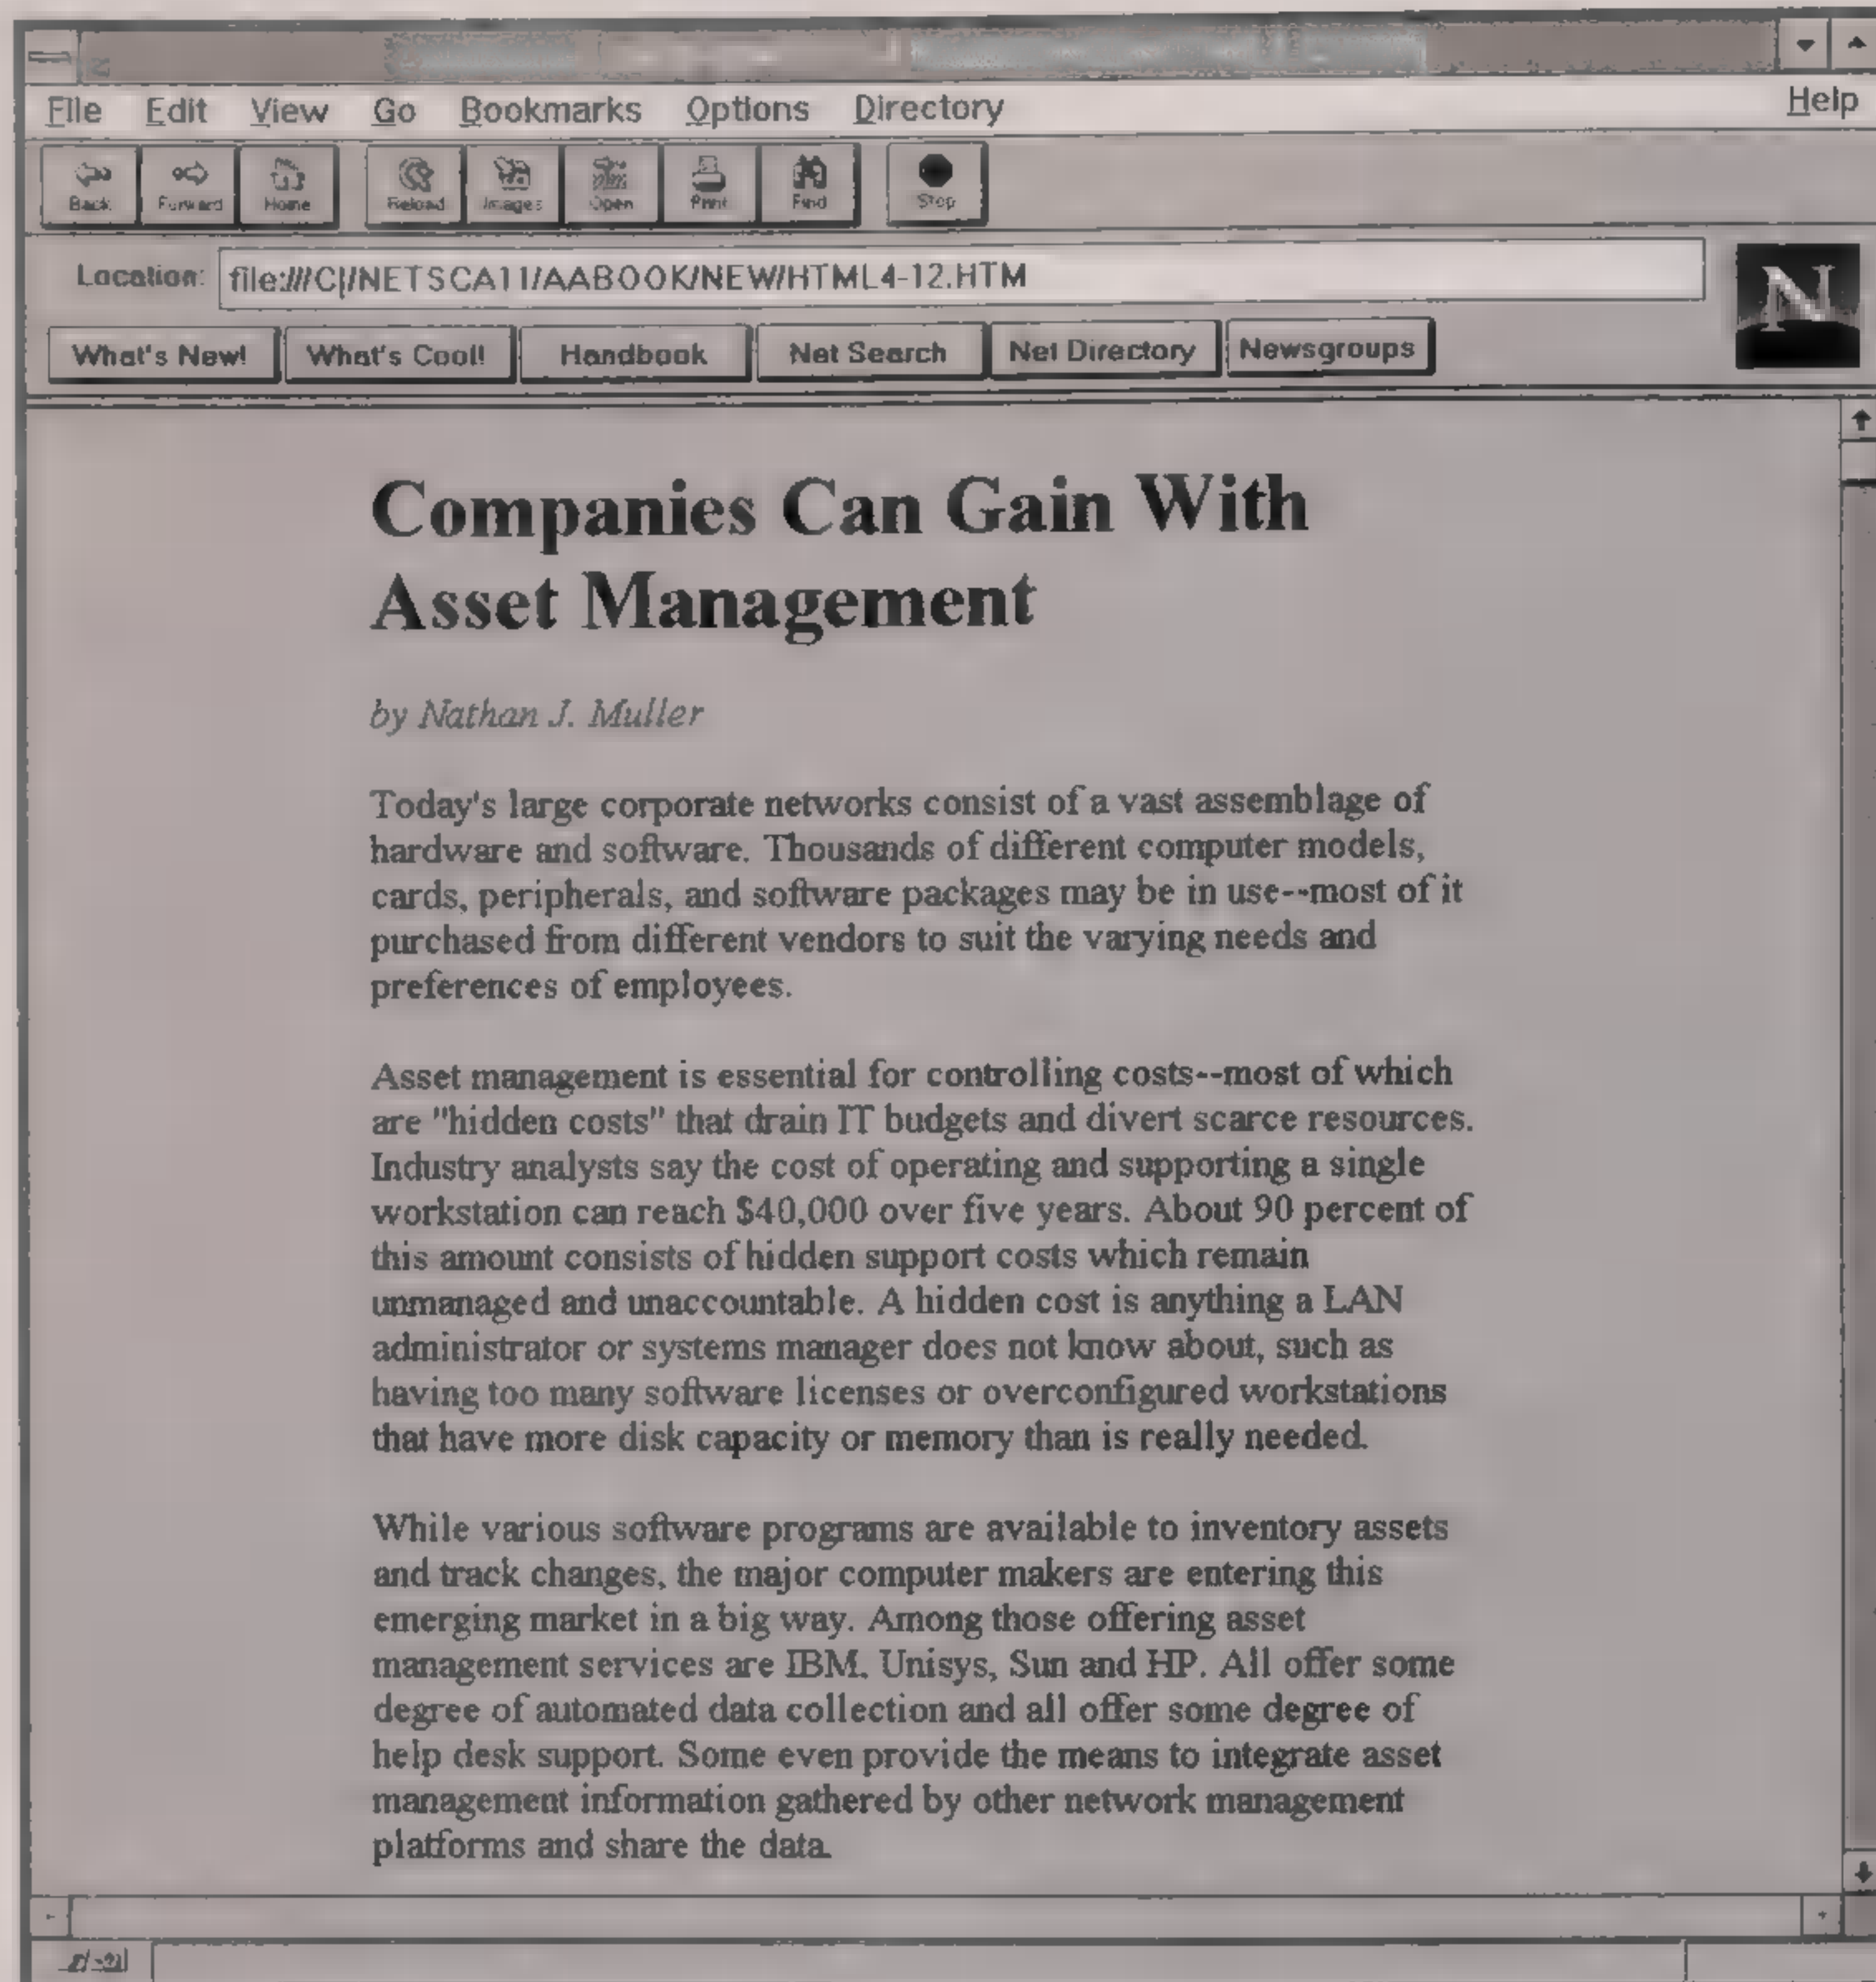 File Edit View Go Bookmarks Options Directory Help
Back Forward Home Reload Images Open Print Find Stop
Location: file:///C|/NETSCA11/AABOOK/NEW/HTML4-12.HTM
N
What's New! What's Cool! Handbook Net Search Net Directory Newsgroups
Companies Can Gain With
Asset Management
by Nathan J. Muller
Today's large corporate networks consist of a vast assemblage of
hardware and software. Thousands of different computer models,
cards, peripherals, and software packages may be in use--most of it
purchased from different vendors to suit the varying needs and
preferences of employees.
Asset management is essential for controlling costs--most of which
are "hidden costs" that drain IT budgets and divert scarce resources.
Industry analysts say the cost of operating and supporting a single
workstation can reach $40,000 over five years. About 90 percent of
this amount consists of hidden support costs which remain
unmanaged and unaccountable. A hidden cost is anything a LAN
administrator or systems manager does not know about, such as
having too many software licenses or overconfigured workstations
that have more disk capacity or memory than is really needed.
While various software programs are available to inventory assets
and track changes, the major computer makers are entering this
emerging market in a big way. Among those offering asset
management services are IBM, Unisys, Sun and HP. All offer some
degree of automated data collection and all offer some degree of
help desk support. Some even provide the means to integrate asset
management information gathered by other network management
platforms and share the data.